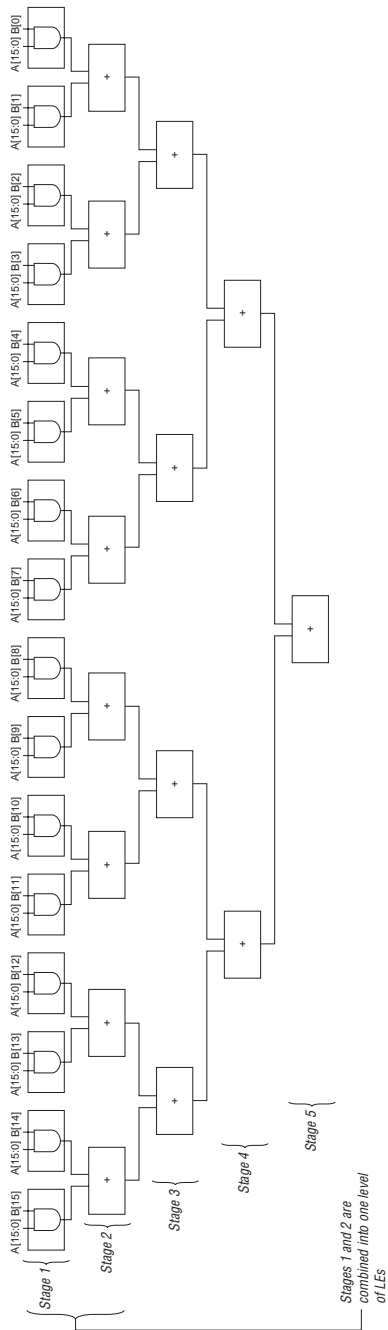 A[15:0] B[15]
A[15:0] B[14]
A[15:0] B[13]
A[15:0] B[12]
A[15:0] B[11]
A[15:0] B[10]
A[15:0] B[9]
A[15:0] B[8]
A[15:0] B[7]
A[15:0] B[6]
A[15:0] B[5]
A[15:0] B[4]
A[15:0] B[3]
A[15:0] B[2]
A[15:0] B[1]
A[15:0] B[0]
Stage 1
Stage 2
+
+
+
+
+
+
+
+
Stage 3
+
+
+
+
Stage 4
+
+
Stage 5
+
Stages 1 and 2 are
combined into one level
of LEs